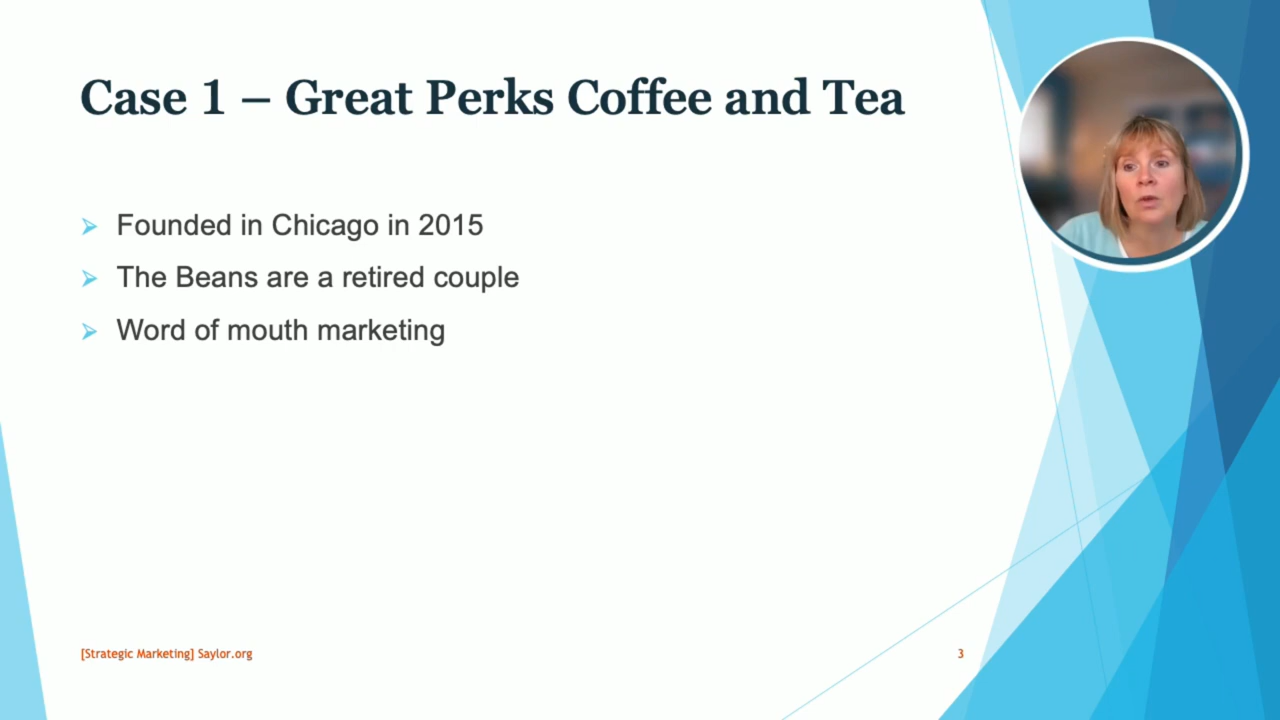 Case 1 – Great Perks Coffee and Tea
Founded in Chicago in 2015
The Beans are a retired couple
Word of mouth marketing
[Strategic Marketing] Saylor.org
3